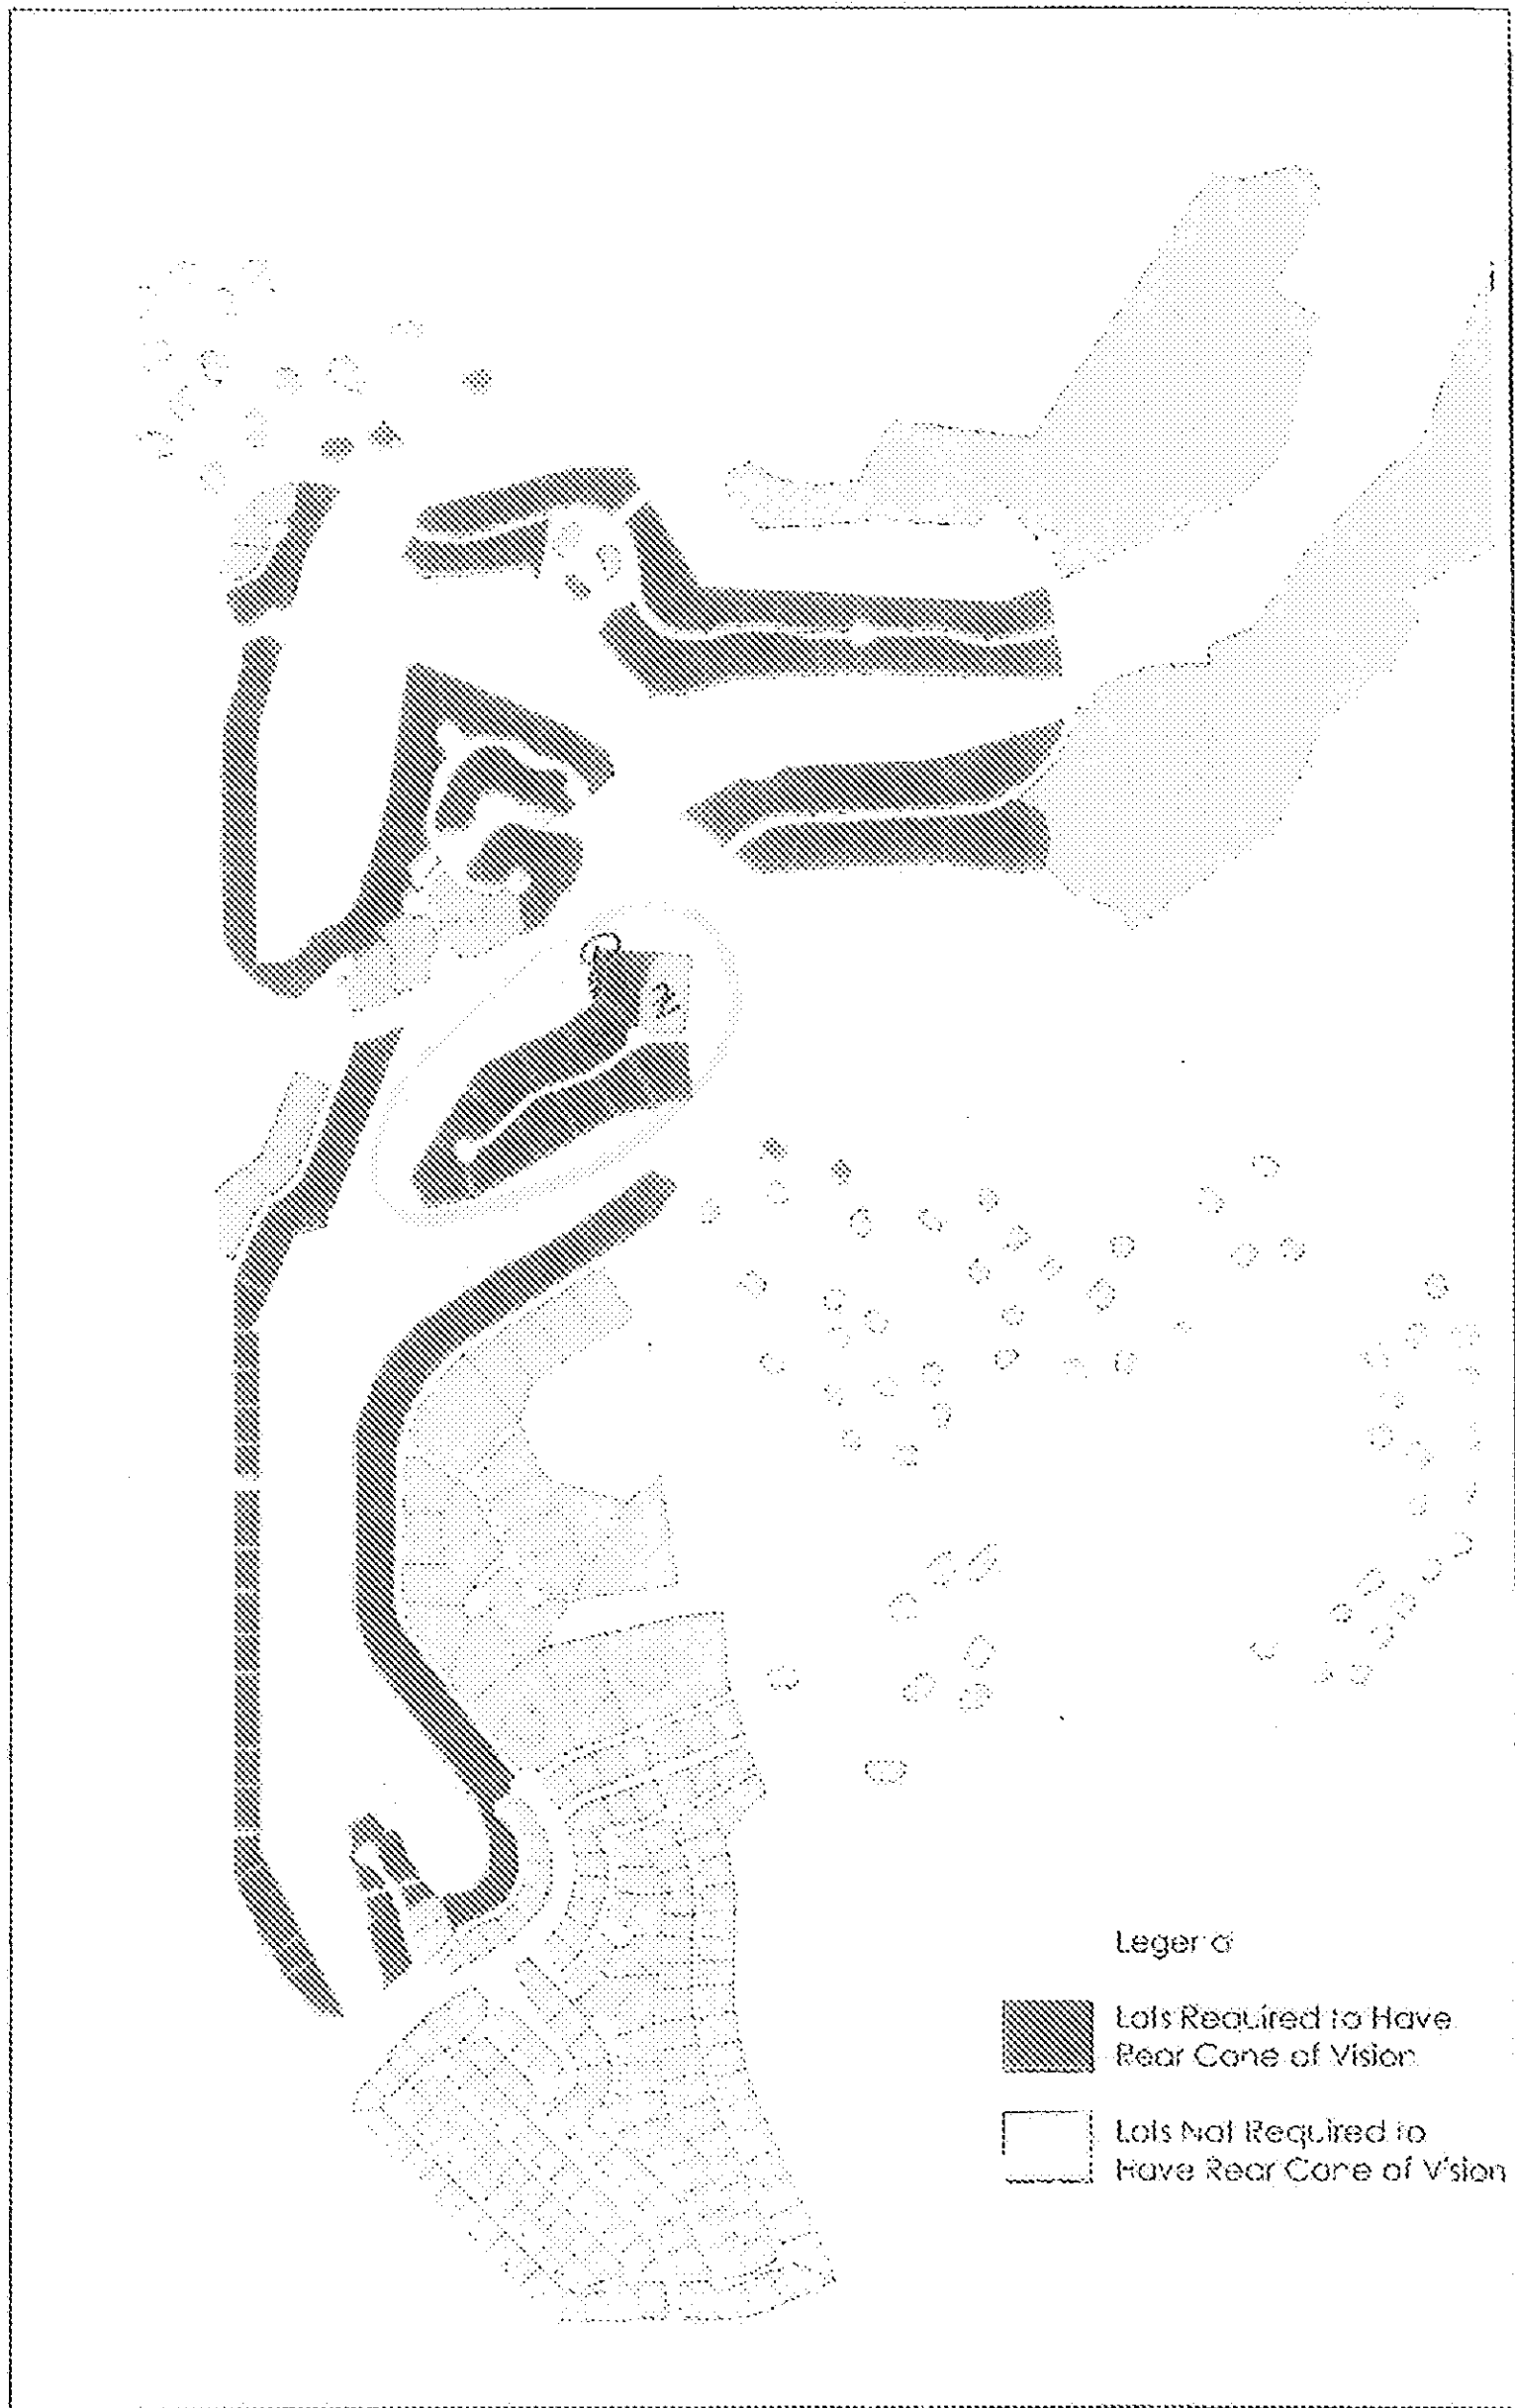 Legend
Lots Required to Have
Rear Cone of Vision
Lots Not Required to
Have Rear Cone of Vision